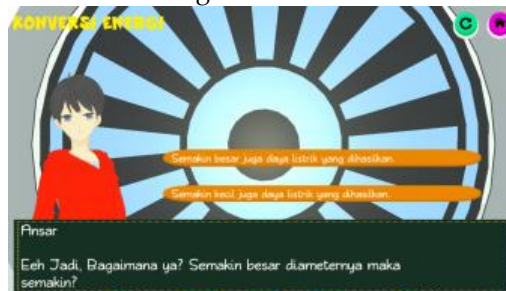 KONVERSI ENERGI
Semakin besar juga daya listrik yang dihasilkan.
Semakin kecil juga daya listrik yang dihasilkan.
Ansar
Eeh Jadi, Bagaimana ya? Semakin besar diameternya maka
semakin?